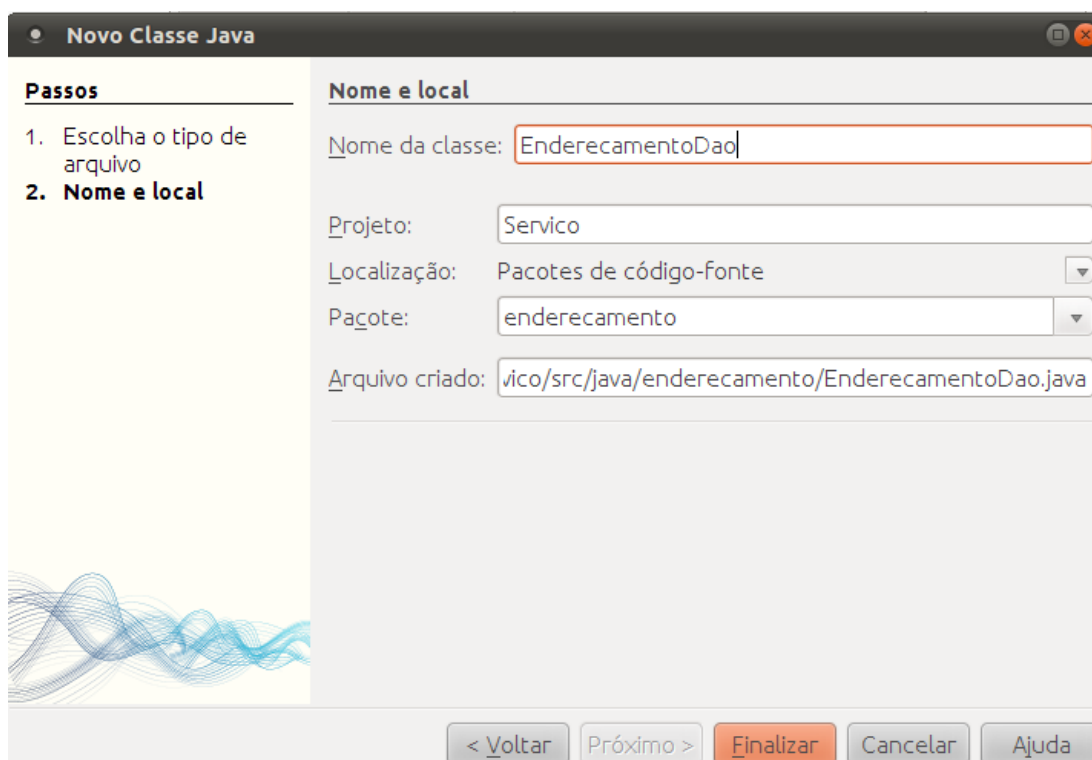 Novo Classe Java
Passos
1. Escolha o tipo de
arquivo
2. Nome e local
Nome e local
Nome da classe: EnderecamentoDao
Projeto: Servico
Localização: Pacotes de código-fonte
Pacote: enderecamento
Arquivo criado: vico/src/java/enderecamento/EnderecamentoDao.java
< Voltar Próximo > Finalizar Cancelar Ajuda